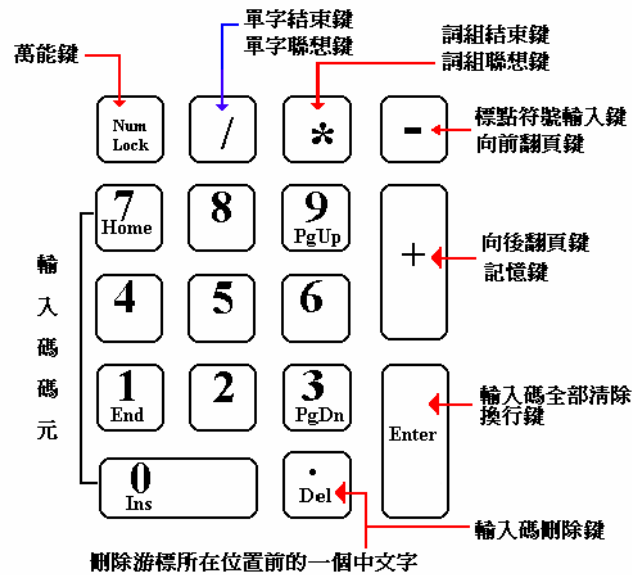 單字結束鍵
單字聯想鍵
詞組結束鍵
詞組聯想鍵
萬能鍵
標點符號輸入鍵
向前翻頁鍵
Num
Lock
/
*
-
7
Home
8
9
PgUp
+
向後翻頁鍵
記憶鍵
輸入碼碼元
4
5
6
1
End
2
3
PgDn
Enter
輸入碼全部清除
換行鍵
0
Ins
.
Del
輸入碼刪除鍵
刪除游標所在位置前的一個中文字